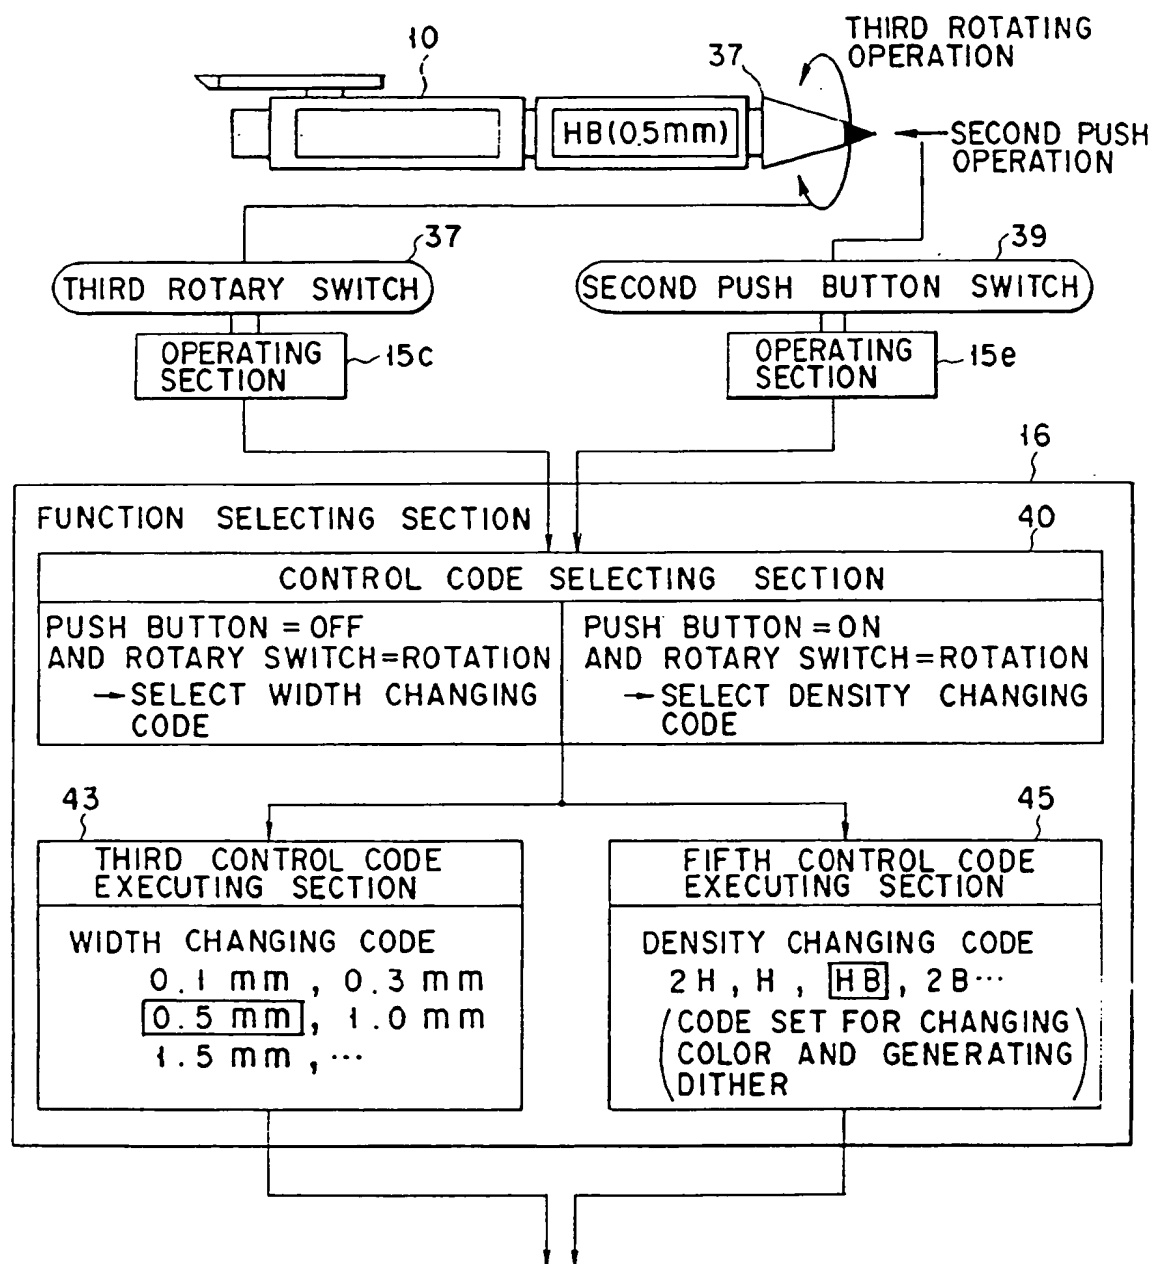 THIRD ROTATING
OPERATION
10
37
HB(0.5mm)
SECOND PUSH
OPERATION
37
39
THIRD ROTARY SWITCH
SECOND PUSH BUTTON SWITCH
OPERATING
SECTION
15c
OPERATING
SECTION
15e
16
FUNCTION SELECTING SECTION
40
CONTROL CODE SELECTING SECTION
PUSH BUTTON = OFF
AND ROTARY SWITCH=ROTATION
→ SELECT WIDTH CHANGING
CODE
PUSH BUTTON = ON
AND ROTARY SWITCH=ROTATION
→ SELECT DENSITY CHANGING
CODE
43
45
THIRD CONTROL CODE
EXECUTING SECTION
WIDTH CHANGING CODE
0.1 mm , 0.3 mm
0.5 mm , 1.0 mm
1.5 mm , ...
FIFTH CONTROL CODE
EXECUTING SECTION
DENSITY CHANGING CODE
2H , H , HB , 2B ...
(CODE SET FOR CHANGING
COLOR AND GENERATING
DITHER)